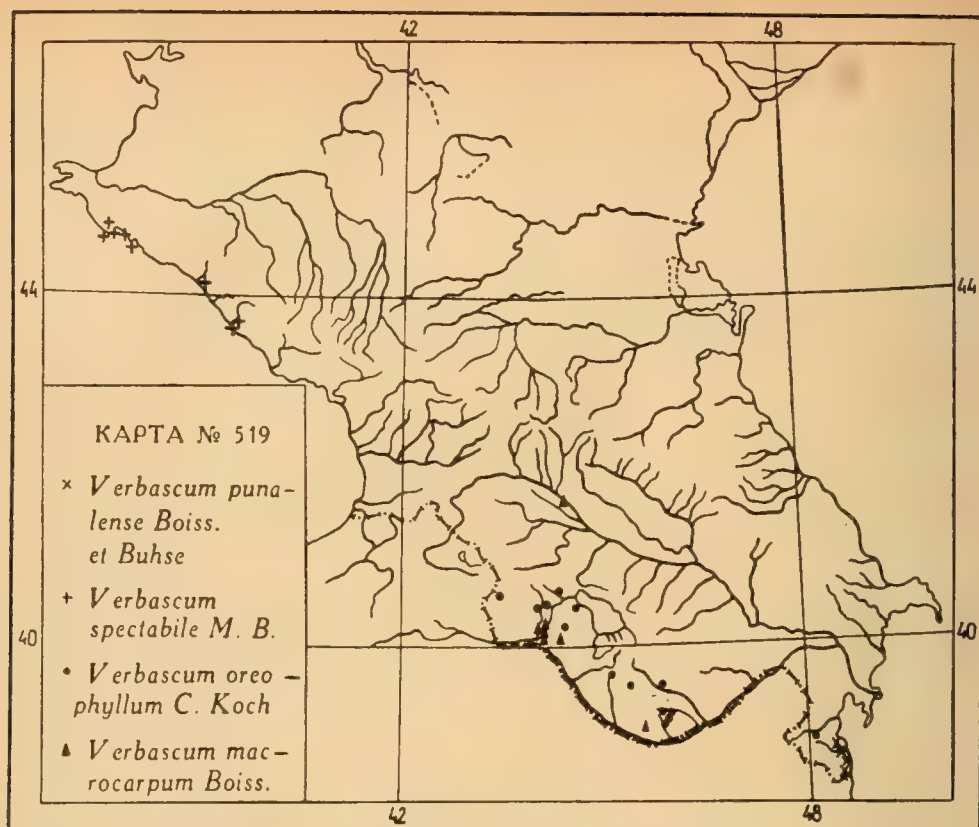 42 48
44 44
КАРТА № 519
× Verbascum puna-
lense Boiss.
et Buhse
+ Verbascum
spectabile M. B.
• Verbascum oreo-
phyllum C. Koch
▲ Verbascum mac-
rocarpum Boiss.
40 40
42 48